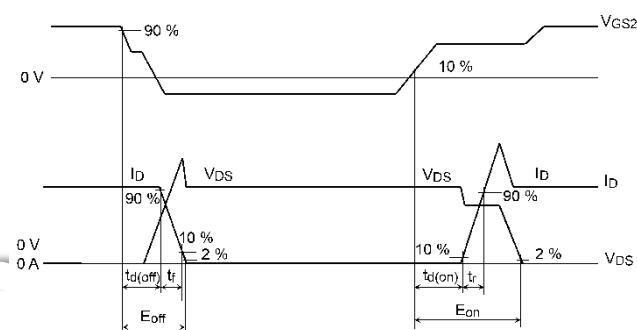 VGS2
90 %
0 V
10 %
ID
VDS
VDS
ID
ID
90 %
90 %
0 V
10 %
10 %
0 A
2 %
2 %
VDS
td(off)
tf
td(on)
tr
Eoff
Eon